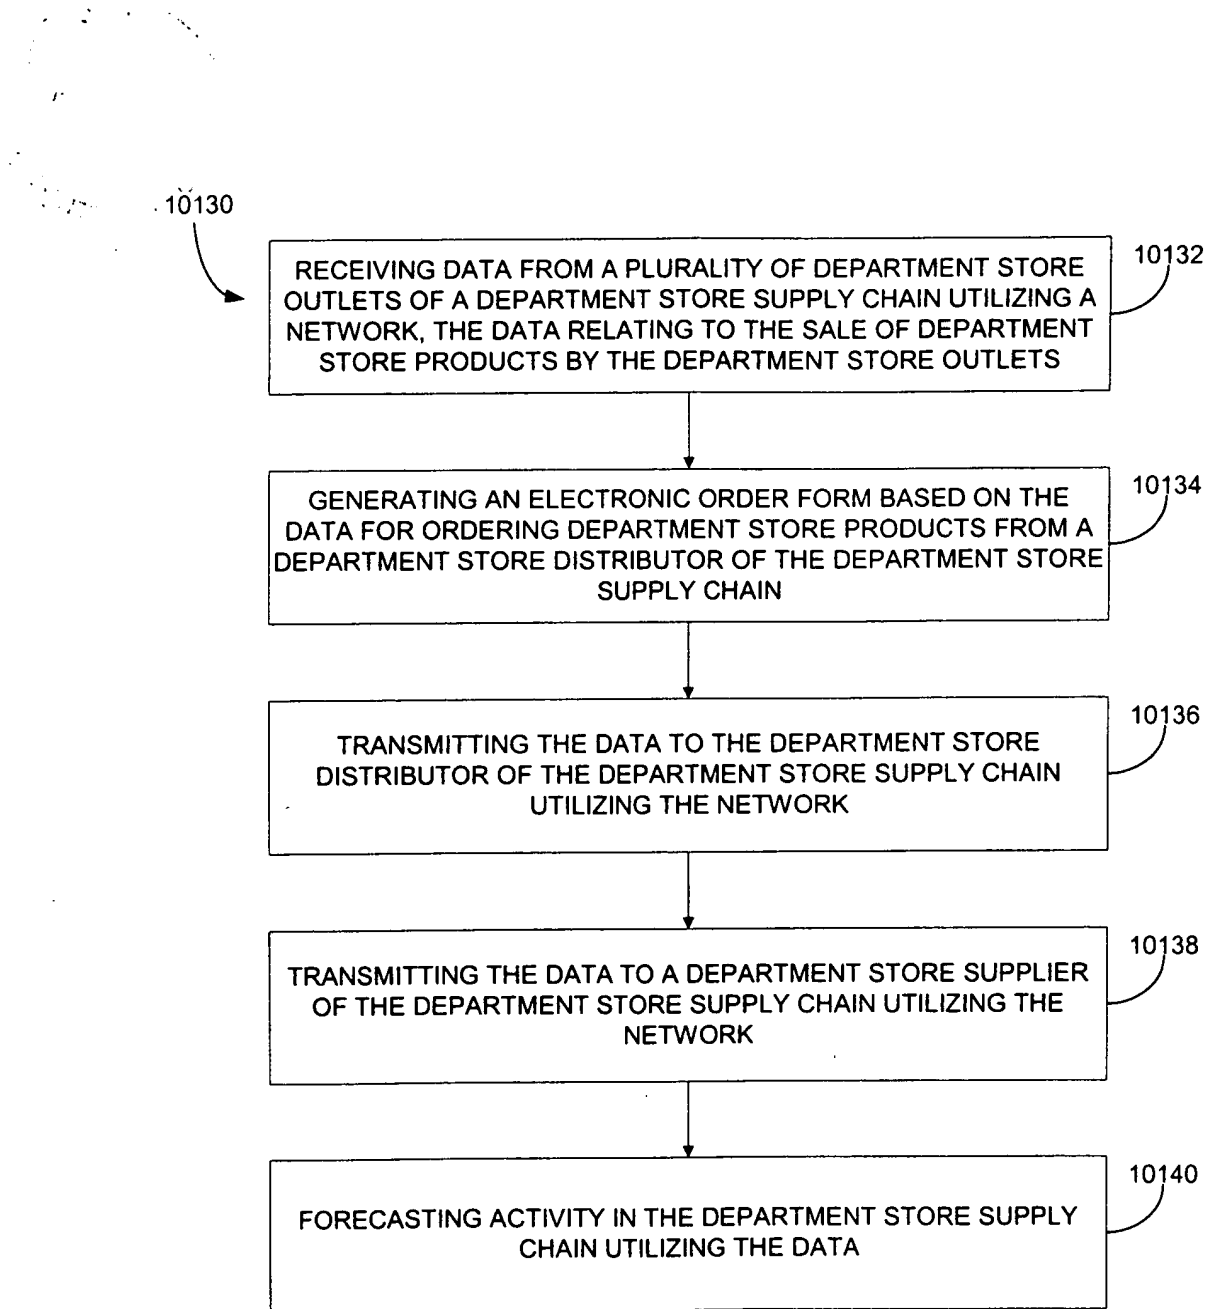 10130
RECEIVING DATA FROM A PLURALITY OF DEPARTMENT STORE
OUTLETS OF A DEPARTMENT STORE SUPPLY CHAIN UTILIZING A
NETWORK, THE DATA RELATING TO THE SALE OF DEPARTMENT
STORE PRODUCTS BY THE DEPARTMENT STORE OUTLETS
10132
GENERATING AN ELECTRONIC ORDER FORM BASED ON THE
DATA FOR ORDERING DEPARTMENT STORE PRODUCTS FROM A
DEPARTMENT STORE DISTRIBUTOR OF THE DEPARTMENT STORE
SUPPLY CHAIN
10134
TRANSMITTING THE DATA TO THE DEPARTMENT STORE
DISTRIBUTOR OF THE DEPARTMENT STORE SUPPLY CHAIN
UTILIZING THE NETWORK
10136
TRANSMITTING THE DATA TO A DEPARTMENT STORE SUPPLIER
OF THE DEPARTMENT STORE SUPPLY CHAIN UTILIZING THE
NETWORK
10138
FORECASTING ACTIVITY IN THE DEPARTMENT STORE SUPPLY
CHAIN UTILIZING THE DATA
10140